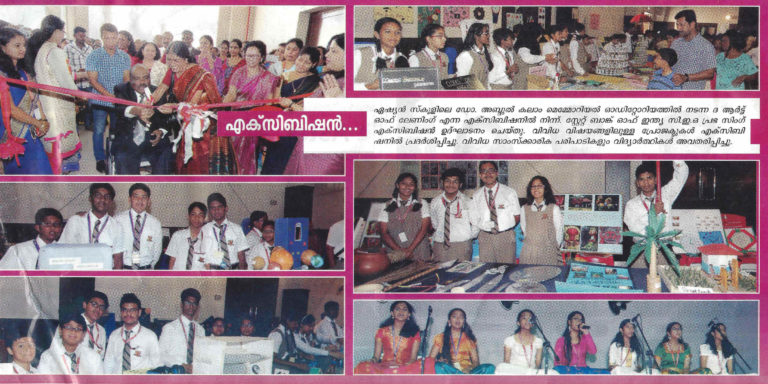 എക്സിബിഷൻ...
ഏഷ്യൻ സ്കൂളിലെ ഡോ. അബ്ദുൽ കലാം മെമ്മോറിയൽ ഓഡിറ്റോറിയത്തിൽ നടന്ന ദ ആർട്ട്
ഓഫ് ലേണിംഗ് എന്ന എക്സിബിഷനിൽ നിന്ന്. സ്റ്റേറ്റ് ബാങ്ക് ഓഫ് ഇന്ത്യ സി.ഇ.ഒ പ്രഭ സിംഗ്
എക്സിബിഷൻ ഉദ്ഘാടനം ചെയ്തു. വിവിധ വിഷയങ്ങളിലുള്ള പ്രോജക്ടുകൾ എക്സിബി
ഷനിൽ പ്രദർശിപ്പിച്ചു. വിവിധ സാംസ്ക്കാരിക പരിപാടികളും വിദ്യാർത്ഥികൾ അവതരിപ്പിച്ചു.